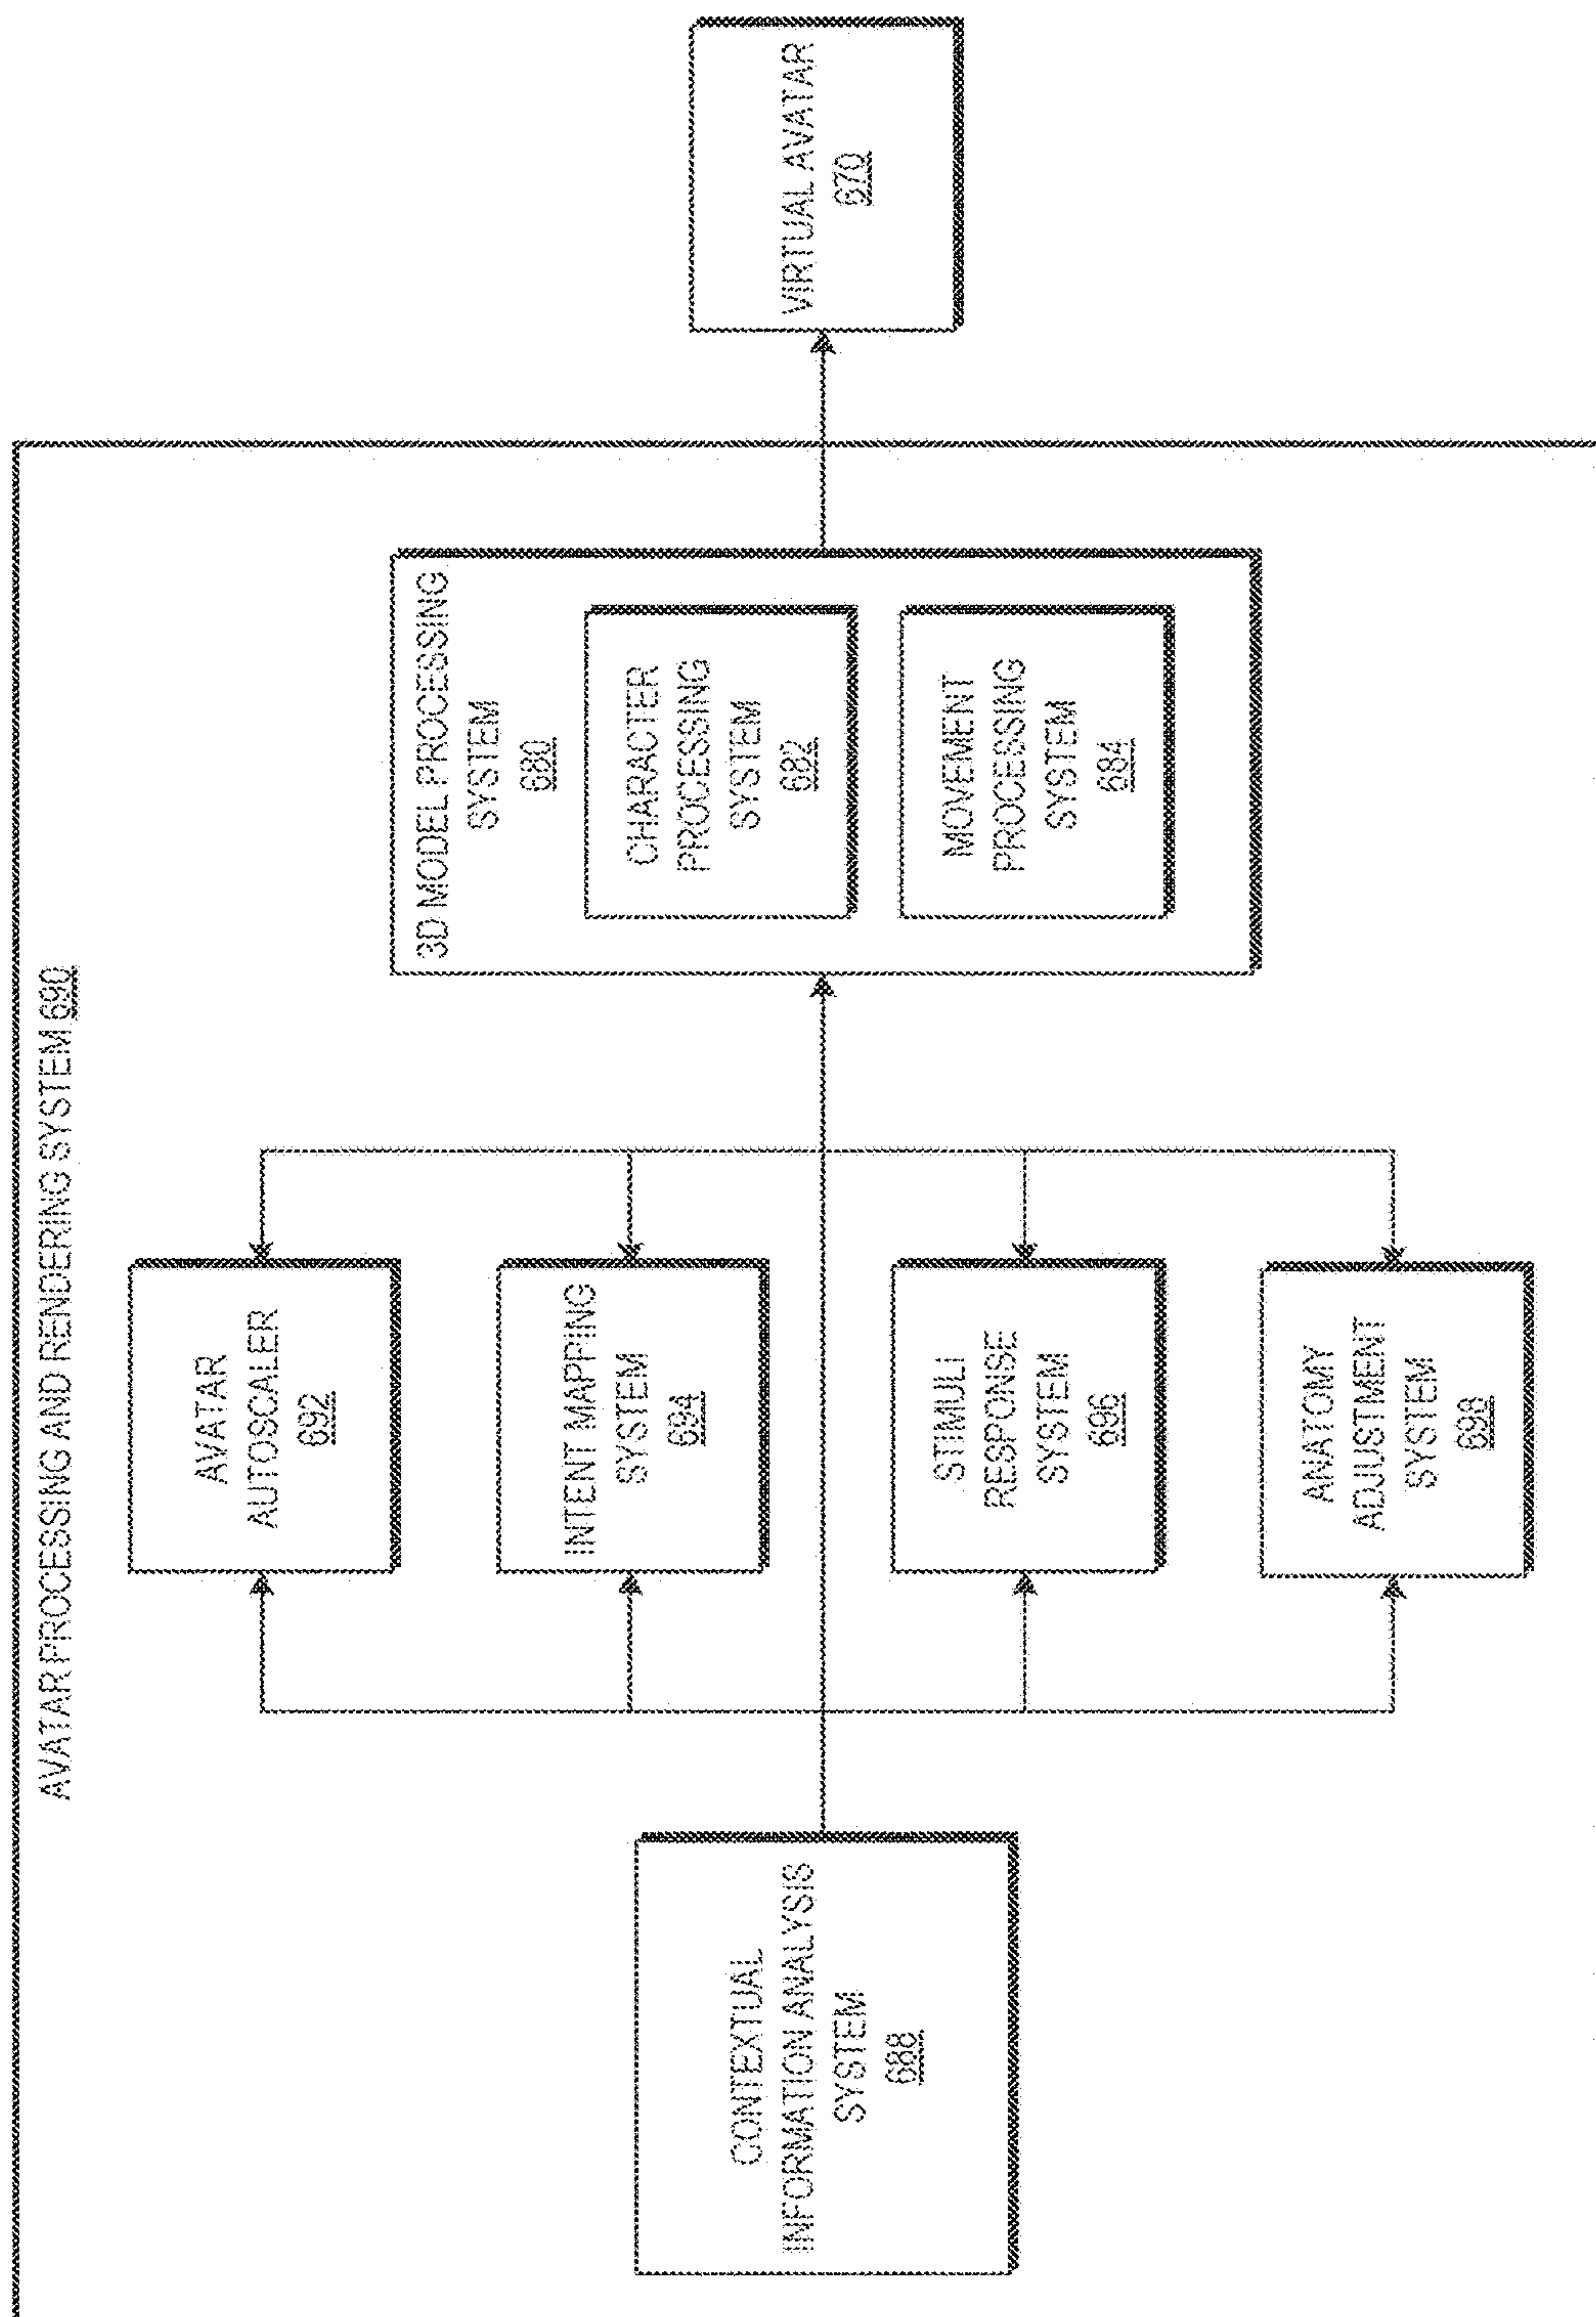 AVATAR PROCESSING AND RENDERING SYSTEM 690
CONTEXTUAL
INFORMATION ANALYSIS
SYSTEM
688
AVATAR
AUTOSCALER
692
INTENT MAPPING
SYSTEM
694
STIMULI
RESPONSE
SYSTEM
696
ANATOMY
ADJUSTMENT
SYSTEM
698
3D MODEL PROCESSING
SYSTEM
680
CHARACTER
PROCESSING
SYSTEM
682
MOVEMENT
PROCESSING
SYSTEM
684
VIRTUAL AVATAR
670